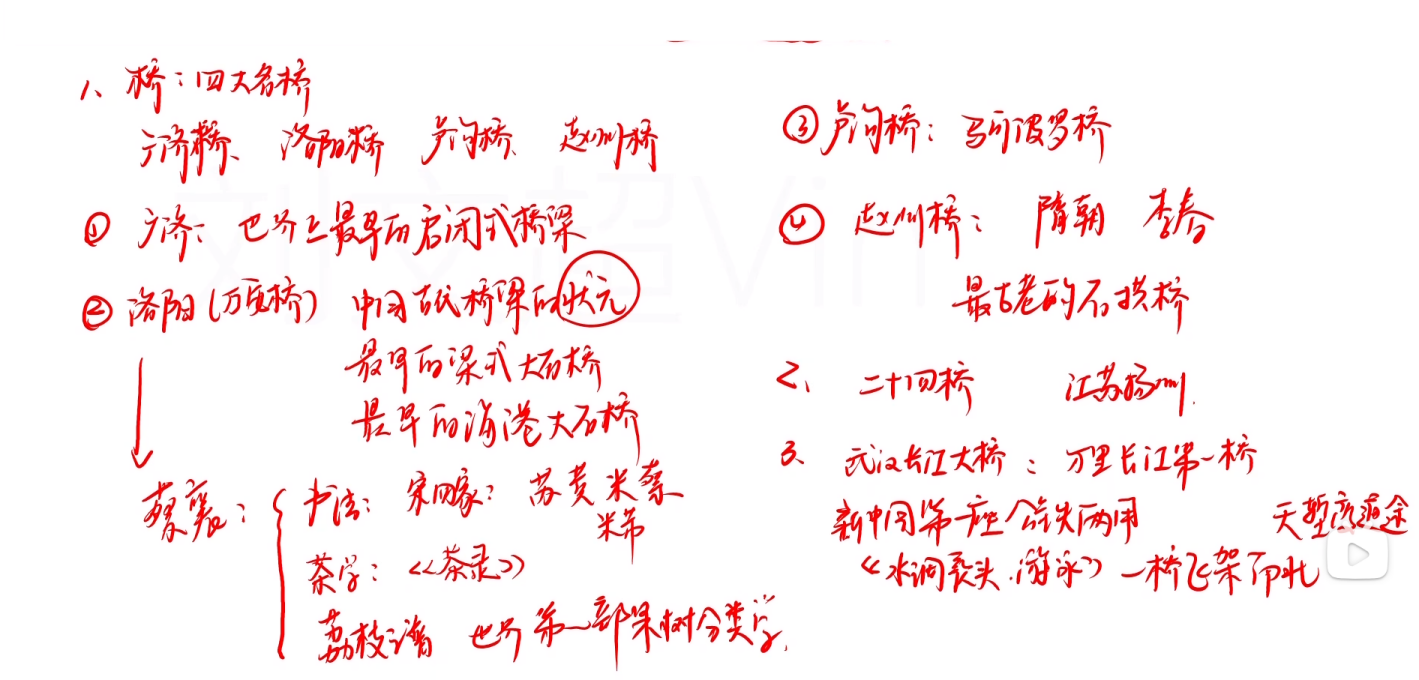 1、桥：四大名桥
广济桥、洛阳桥 卢沟桥、赵州桥
① 广济：世界上最早的启闭式桥梁
② 洛阳（万安桥） 中国古代桥梁的状元
最早的梁式大石桥
最早的海港大石桥
蔡襄：
书法：宋四家：苏黄米蔡
米芾
茶学：《茶录》
荔枝谱 世界第一部果树分类学.
③ 卢沟桥：马可波罗桥
④ 赵州桥：隋朝 李春
最古老的石拱桥
2、二十四桥 江苏扬州.
3、武汉长江大桥：万里长江第一桥
新中国第一座公铁两用 天堑变通途
《水调歌头.游泳》一桥飞架南北
Vin